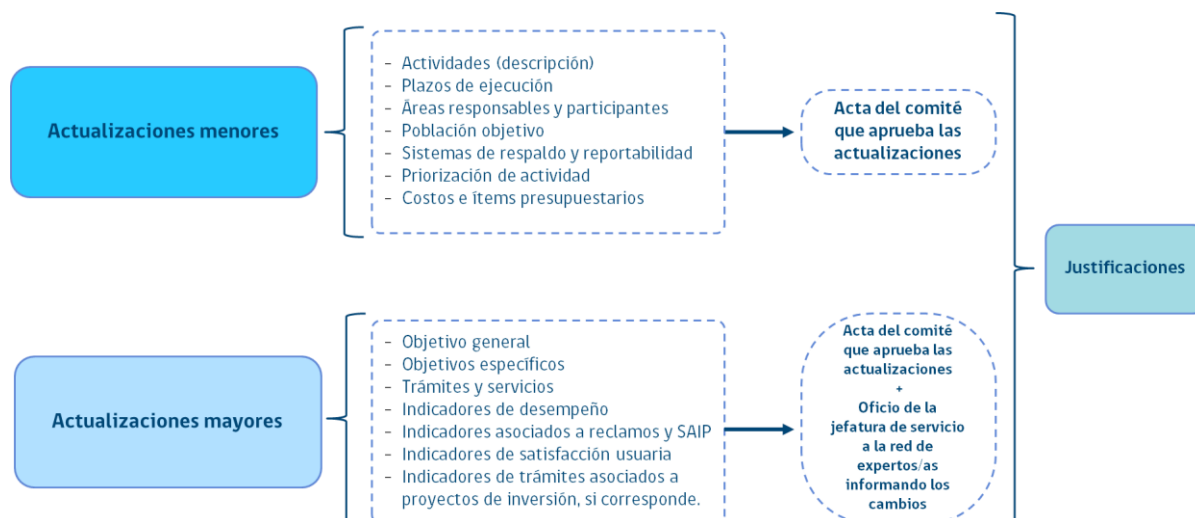 Actualizaciones menores
- Actividades (descripción)
- Plazos de ejecución
- Áreas responsables y participantes
- Población objetivo
- Sistemas de respaldo y reportabilidad
- Priorización de actividad
- Costos e ítems presupuestarios
Acta del comité
que aprueba las
actualizaciones
Justificaciones
Actualizaciones mayores
- Objetivo general
- Objetivos específicos
- Trámites y servicios
- Indicadores de desempeño
- Indicadores asociados a reclamos y SAIP
- Indicadores de satisfacción usuaria
- Indicadores de trámites asociados a
proyectos de inversión, si corresponde.
Acta del comité
que aprueba las
actualizaciones
+
Oficio de la
jefatura de servicio
a la red de
expertos/as
informando los
cambios